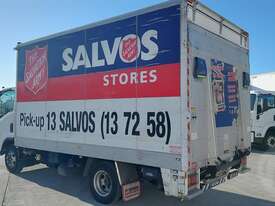 SALVOS
STORES
Pick-up 13 SALVOS (13 72 58)